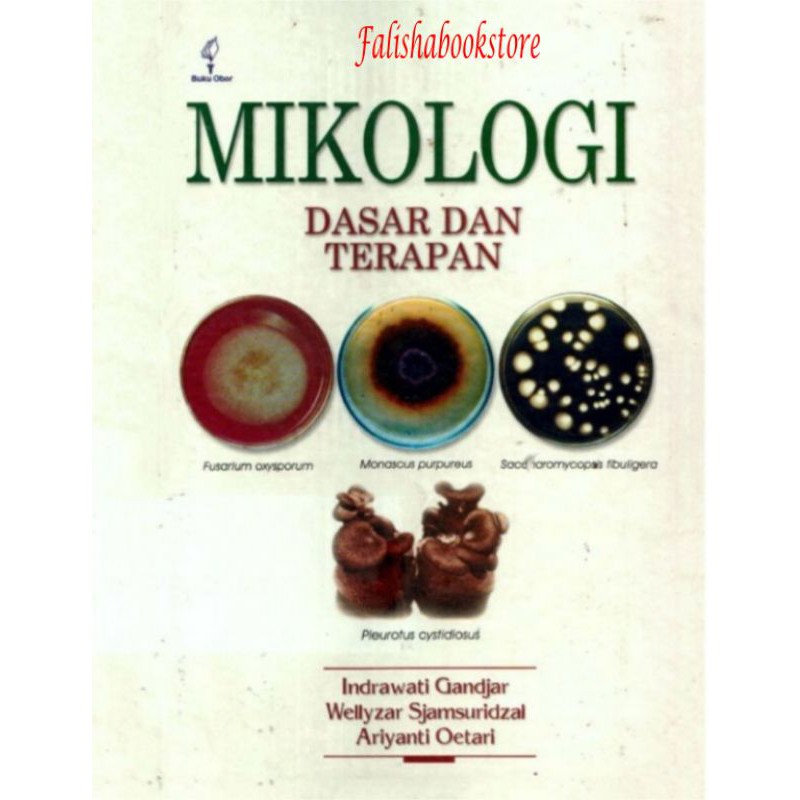 Falishabookstore
Buku Obor
MIKOLOGI
DASAR DAN
TERAPAN
Fusarium oxysporum
Monascus purpureus
Saccharomycopsis fibuligera
Pleurotus cystidiosus
Indrawati Gandjar
Wellyzar Sjamsuridzal
Ariyanti Oetari